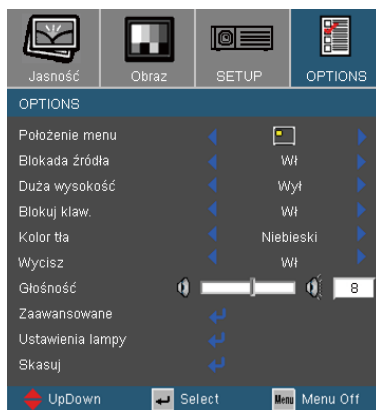 Jasność Obraz SETUP OPTIONS
OPTIONS
Położenie menu
Blokada źródła Wł
Duża wysokość Wył
Blokuj klaw. Wł
Kolor tła Niebieski
Wycisz Wł
Głośność 8
Zaawansowane
Ustawienia lampy
Skasuj
UpDown Select Menu Menu Off